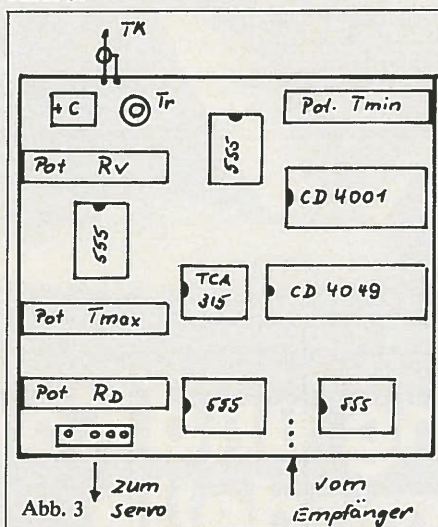 TK
+C
Tr
555
Pot. Tmin
Pot Rv
CD 4001
555
TCA
315
CD 4049
Pot Tmax
Pot RD
555
555
zum
Servo
vom
Empfänger
Abb. 3